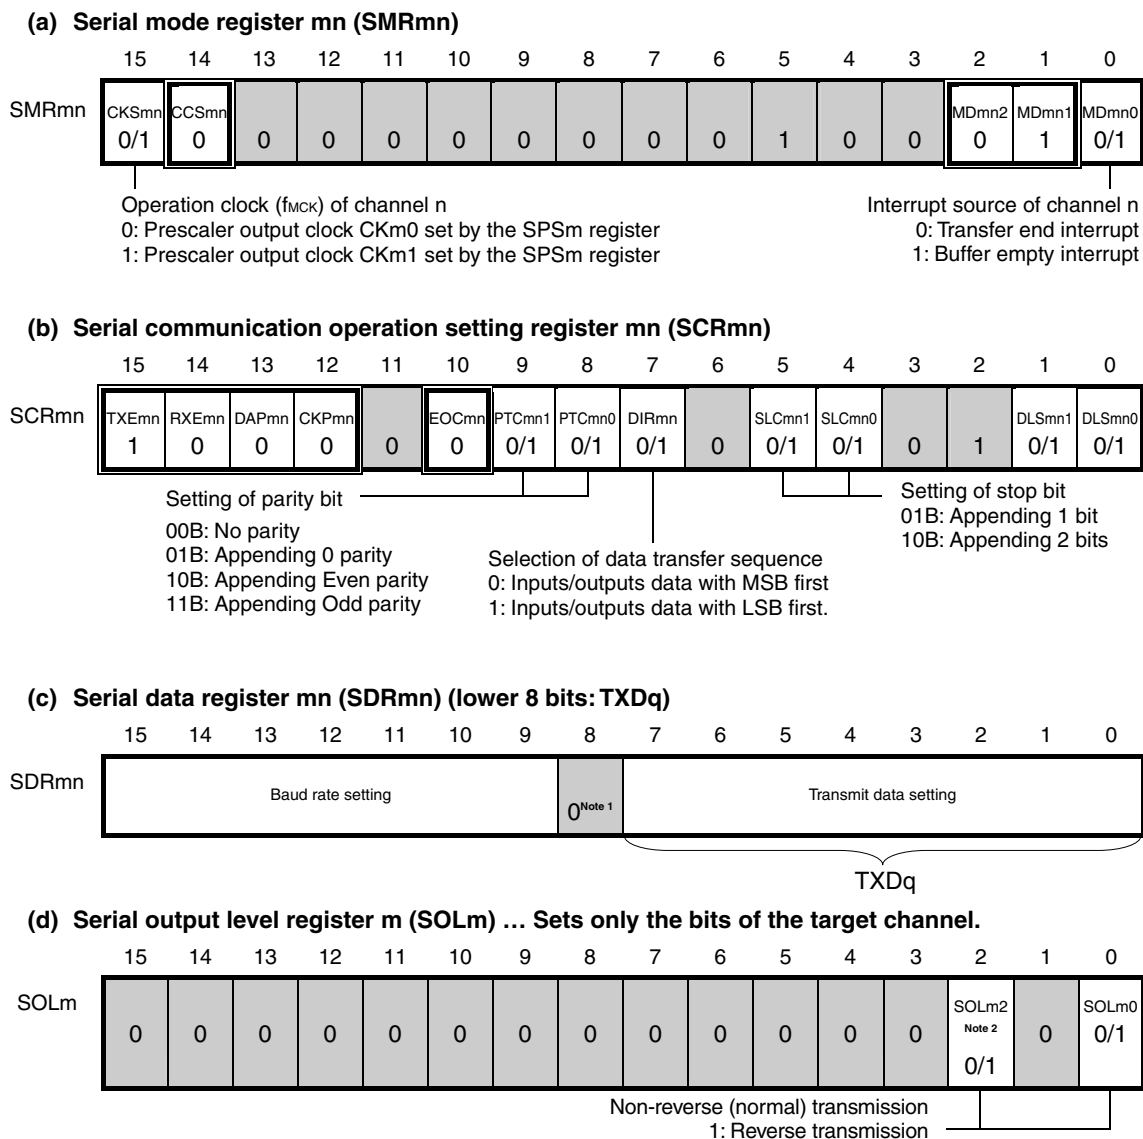 (a) Serial mode register mn (SMRmn)
15 14 13 12 11 10 9 8 7 6 5 4 3 2 1 0
SMRmn
CKSmn CCSmn MDmn2 MDmn1 MDmn0
0/1 0 0 0 0 0 0 0 0 0 1 0 0 0 1 0/1
Operation clock (fMCK) of channel n
0: Prescaler output clock CKm0 set by the SPSm register
1: Prescaler output clock CKm1 set by the SPSm register
Interrupt source of channel n
0: Transfer end interrupt
1: Buffer empty interrupt
(b) Serial communication operation setting register mn (SCRmn)
15 14 13 12 11 10 9 8 7 6 5 4 3 2 1 0
SCRmn
TXEmn RXEmn DAPmn CKPmn EOCmn PTCmn1 PTCmn0 DIRmn SLCmn1 SLCmn0 DLSmn1 DLSmn0
1 0 0 0 0 0 0/1 0/1 0/1 0 0/1 0/1 0 1 0/1 0/1
Setting of parity bit
00B: No parity
01B: Appending 0 parity
10B: Appending Even parity
11B: Appending Odd parity
Selection of data transfer sequence
0: Inputs/outputs data with MSB first
1: Inputs/outputs data with LSB first.
Setting of stop bit
01B: Appending 1 bit
10B: Appending 2 bits
(c) Serial data register mn (SDRmn) (lower 8 bits: TXDq)
15 14 13 12 11 10 9 8 7 6 5 4 3 2 1 0
SDRmn
Baud rate setting
0 Note 1
Transmit data setting
TXDq
(d) Serial output level register m (SOLm) … Sets only the bits of the target channel.
15 14 13 12 11 10 9 8 7 6 5 4 3 2 1 0
SOLm
SOLm2 SOLm0
Note 2
0 0 0 0 0 0 0 0 0 0 0 0 0 0/1 0 0/1
Non-reverse (normal) transmission
1: Reverse transmission